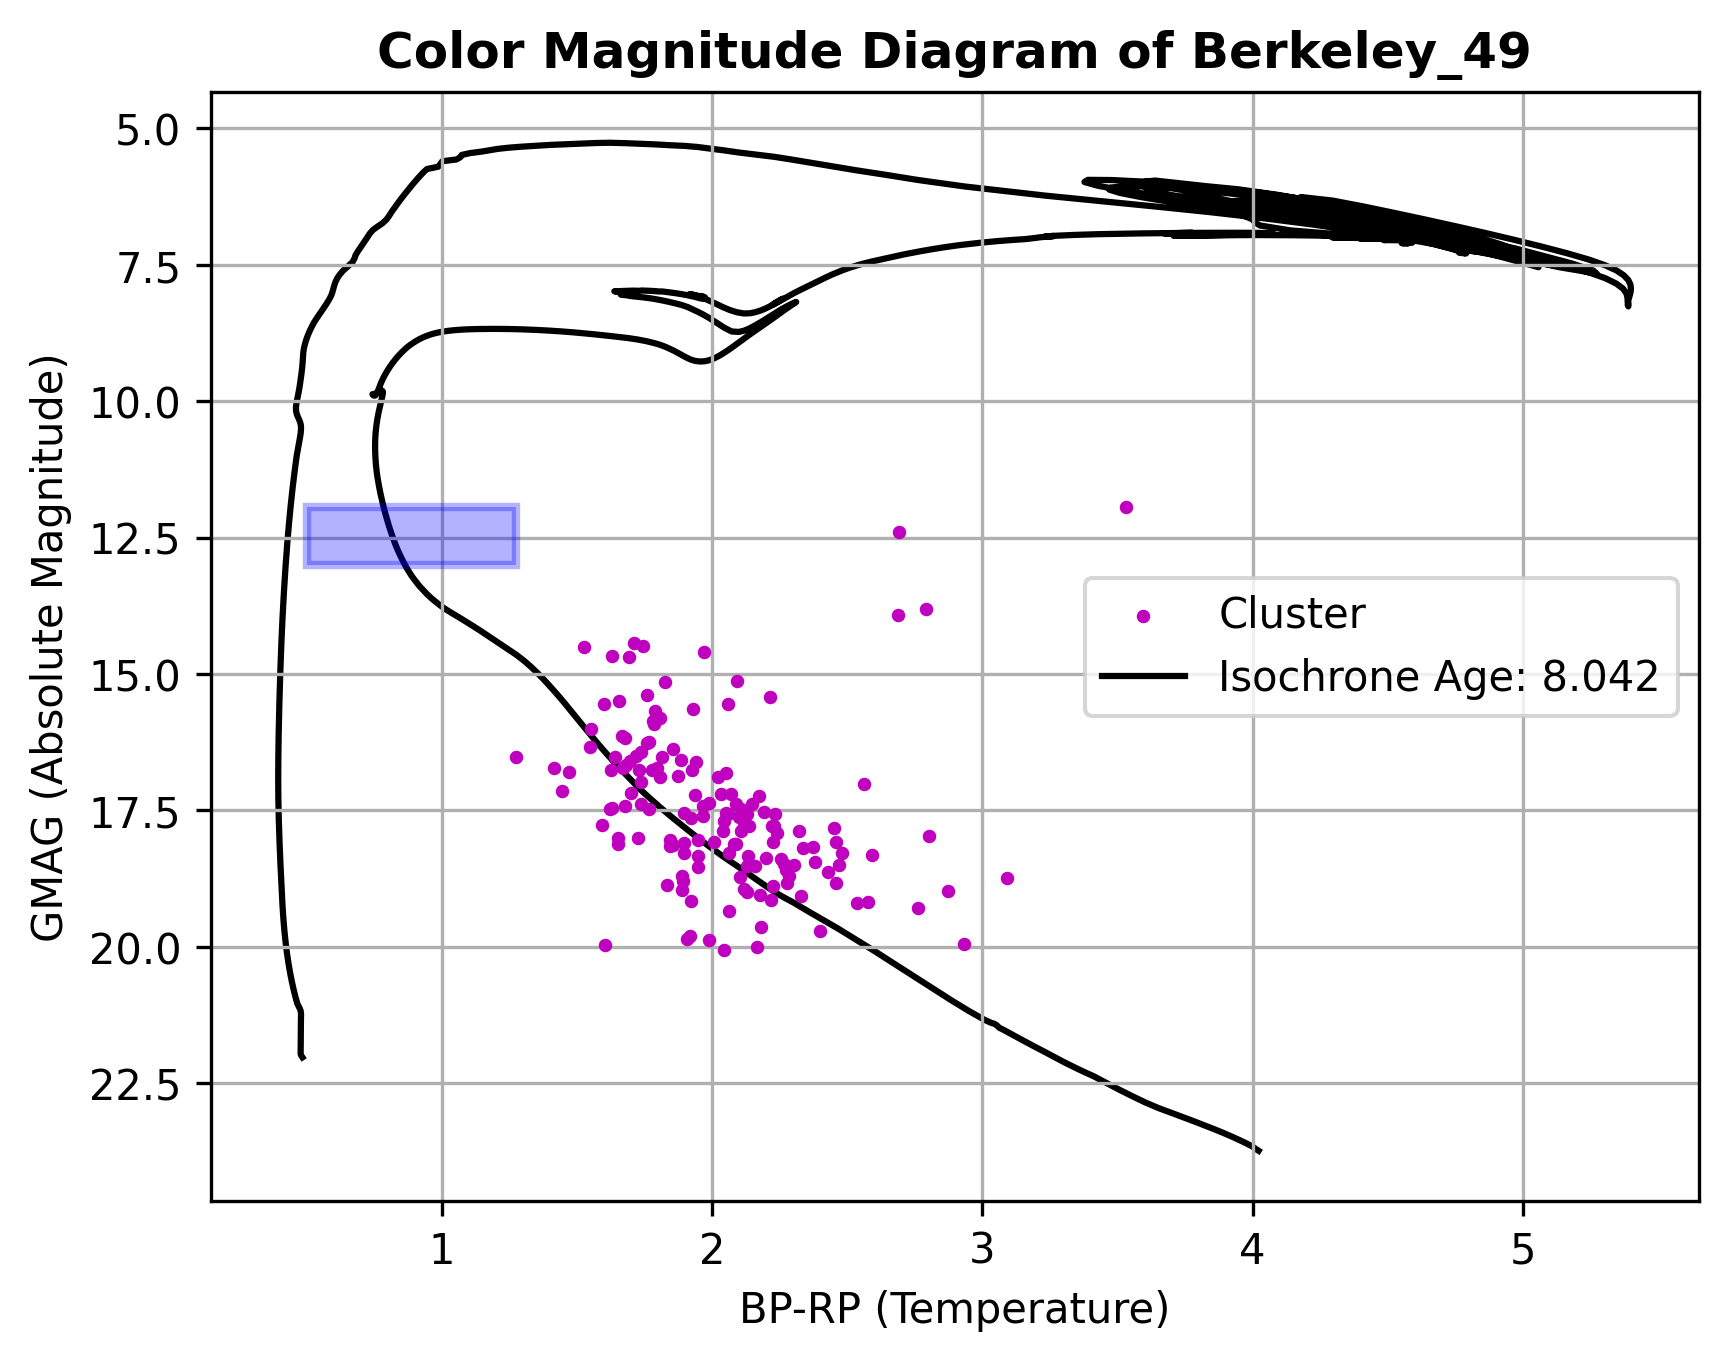 Color Magnitude Diagram of Berkeley_49
5.0
7.5
10.0
12.5
15.0
17.5
20.0
22.5
GMAG (Absolute Magnitude)
Cluster
Isochrone Age: 8.042
1 2 3 4 5
BP-RP (Temperature)